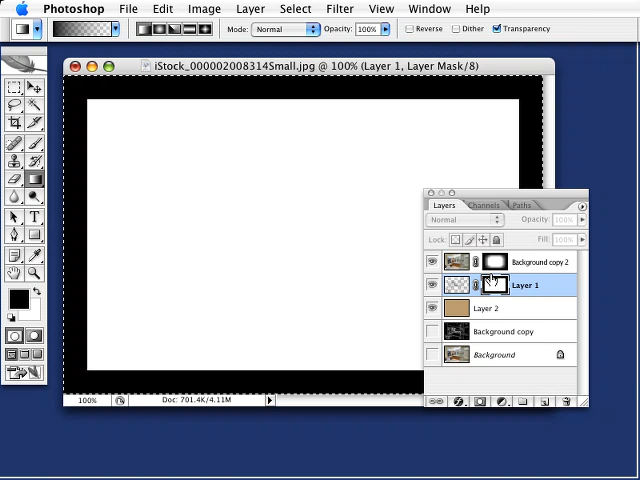 Photoshop File Edit Image Layer Select Filter View Window Help
Mode: Normal Opacity: 100% Reverse Dither Transparency
iStock_000002008314Small.jpg @ 100% (Layer 1, Layer Mask/8)
Layers Channels Paths
Normal Opacity: 100%
Lock: Fill: 100%
Background copy 2
Layer 1
Layer 2
Background copy
Background
T
100% Doc: 701.4K/4.11M